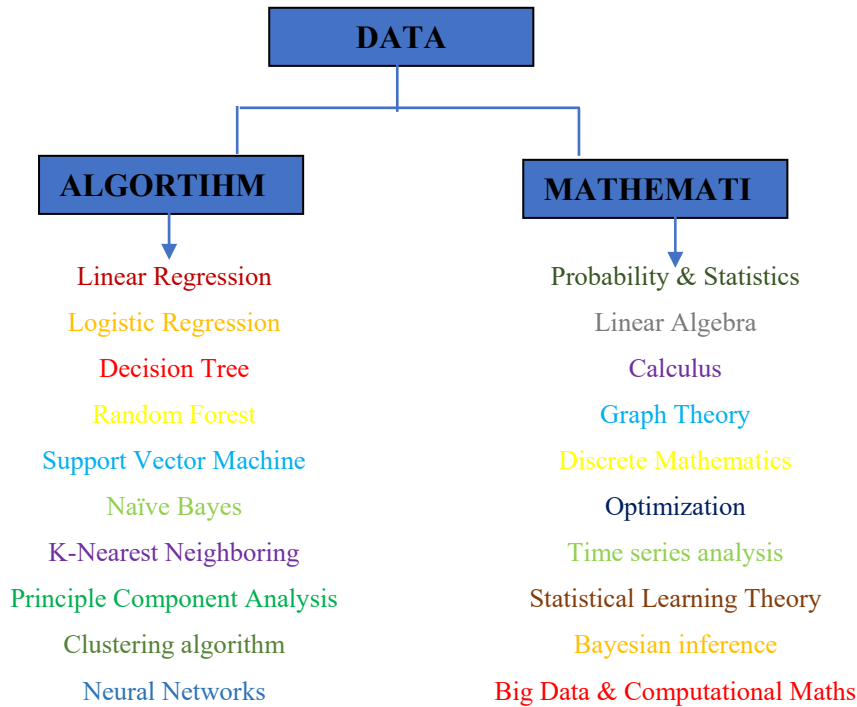 DATA
ALGORTIHM
Linear Regression
Logistic Regression
Decision Tree
Random Forest
Support Vector Machine
Naïve Bayes
K-Nearest Neighboring
Principle Component Analysis
Clustering algorithm
Neural Networks
MATHEMATI
Probability & Statistics
Linear Algebra
Calculus
Graph Theory
Discrete Mathematics
Optimization
Time series analysis
Statistical Learning Theory
Bayesian inference
Big Data & Computational Maths